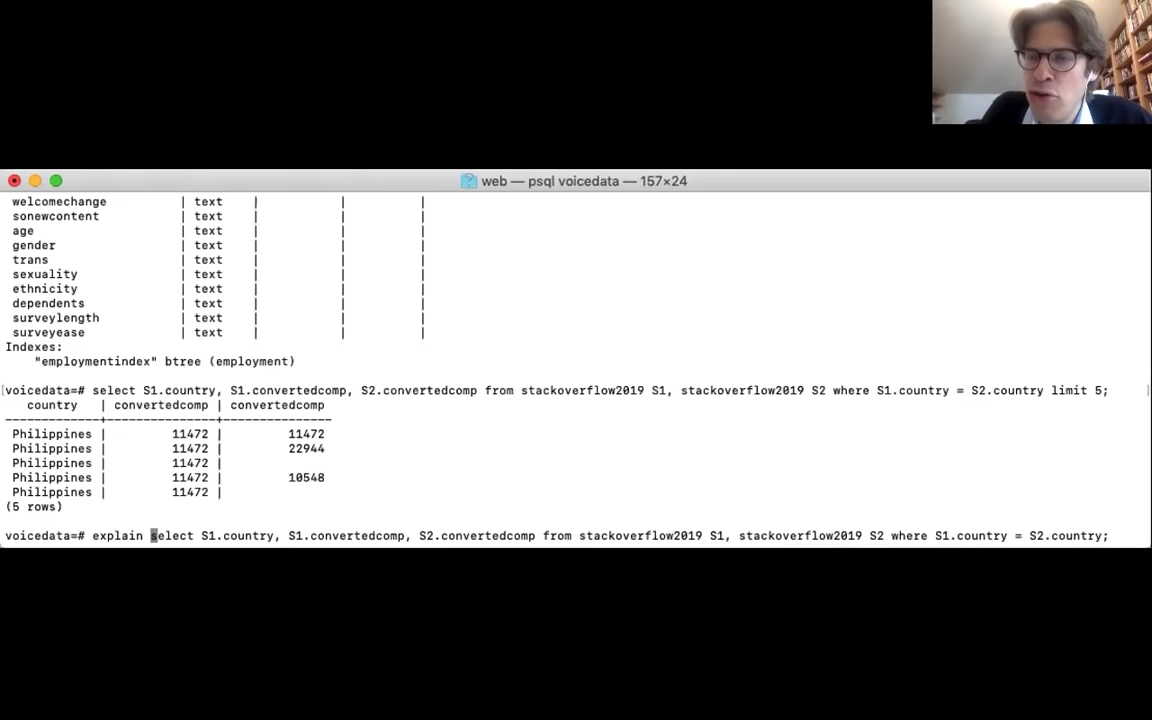 web — psql voicedata — 157×24
welcomechange | text | | |
sonewcontent | text | | |
age | text | | |
gender | text | | |
trans | text | | |
sexuality | text | | |
ethnicity | text | | |
dependents | text | | |
surveylength | text | | |
surveyease | text | | |
Indexes:
"employmentindex" btree (employment)
[voicedata=# select S1.country, S1.convertedcomp, S2.convertedcomp from stackoverflow2019 S1, stackoverflow2019 S2 where S1.country = S2.country limit 5; ]
country | convertedcomp | convertedcomp
-------------+---------------+---------------
Philippines | 11472 | 11472
Philippines | 11472 | 22944
Philippines | 11472 |
Philippines | 11472 | 10548
Philippines | 11472 |
(5 rows)
voicedata=# explain select S1.country, S1.convertedcomp, S2.convertedcomp from stackoverflow2019 S1, stackoverflow2019 S2 where S1.country = S2.country;